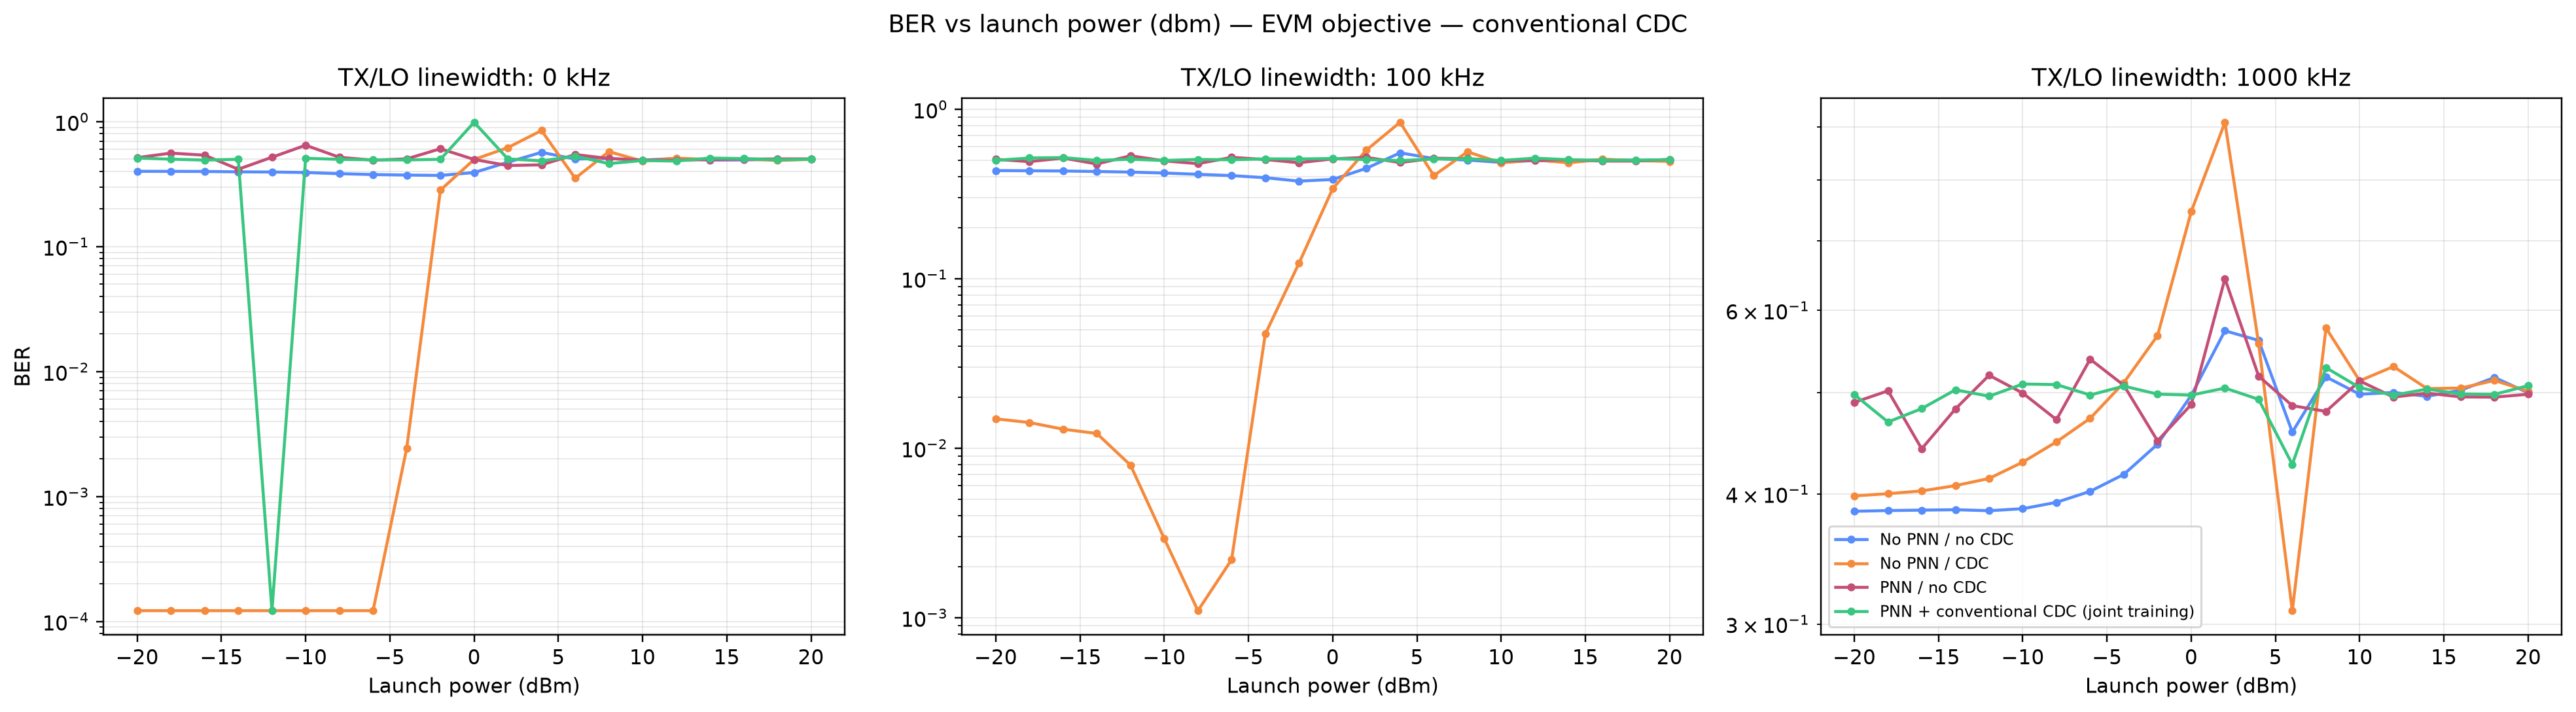 BER vs launch power (dbm) — EVM objective — conventional CDC
TX/LO linewidth: 0 kHz
BER
10⁰
10⁻¹
10⁻²
10⁻³
10⁻⁴
−20 −15 −10 −5 0 5 10 15 20
Launch power (dBm)
TX/LO linewidth: 100 kHz
10⁰
10⁻¹
10⁻²
10⁻³
−20 −15 −10 −5 0 5 10 15 20
Launch power (dBm)
TX/LO linewidth: 1000 kHz
6 × 10⁻¹
4 × 10⁻¹
3 × 10⁻¹
No PNN / no CDC
No PNN / CDC
PNN / no CDC
PNN + conventional CDC (joint training)
−20 −15 −10 −5 0 5 10 15 20
Launch power (dBm)